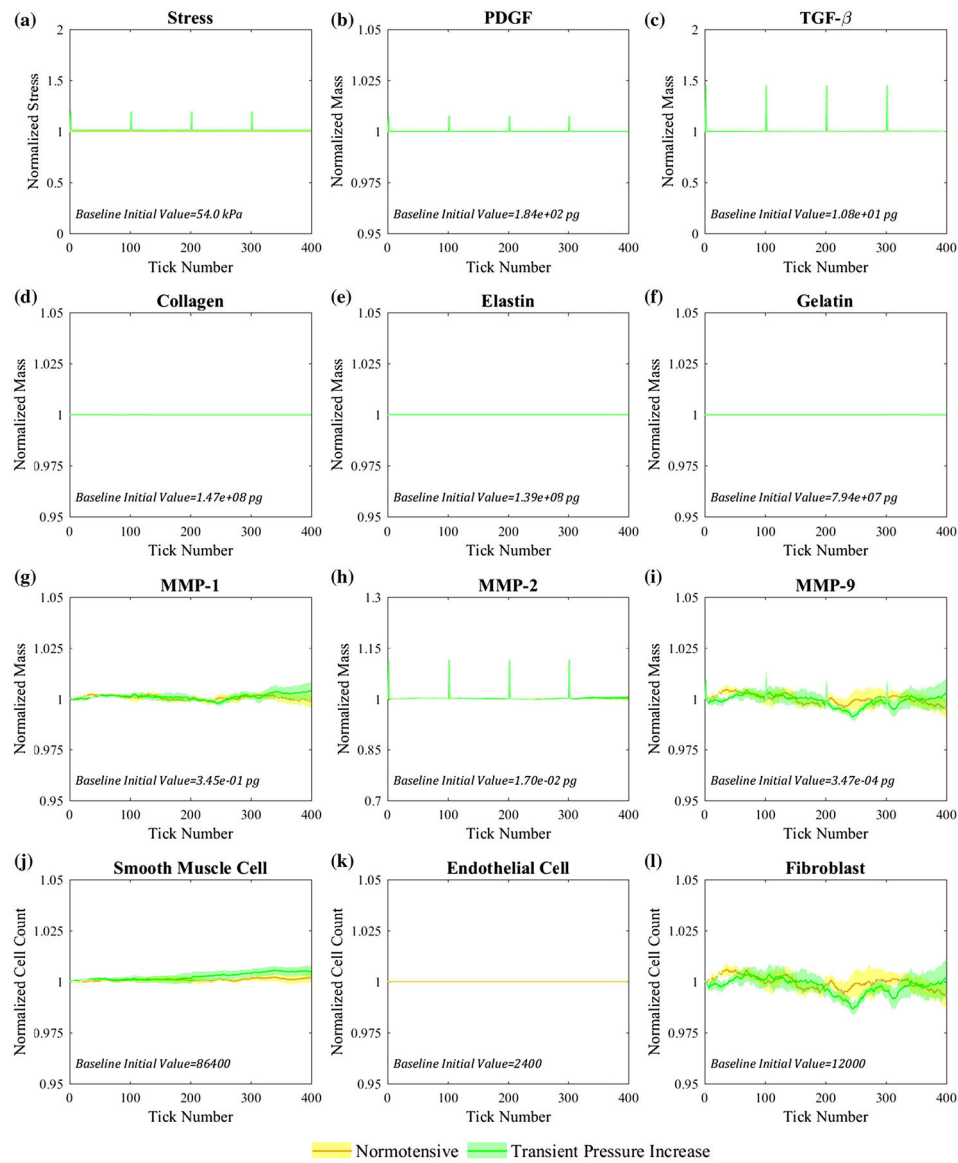 (a) Stress
Normalized Stress
2
1.5
1
0.5
0
Baseline Initial Value=54.0 kPa
0 100 200 300 400
Tick Number
(b) PDGF
Normalized Mass
1.05
1.025
1
0.975
0.95
Baseline Initial Value=1.84e+02 pg
0 100 200 300 400
Tick Number
(c) TGF-β
Normalized Mass
2
1.5
1
0.5
0
Baseline Initial Value=1.08e+01 pg
0 100 200 300 400
Tick Number
(d) Collagen
Normalized Mass
1.05
1.025
1
0.975
0.95
Baseline Initial Value=1.47e+08 pg
0 100 200 300 400
Tick Number
(e) Elastin
Normalized Mass
1.05
1.025
1
0.975
0.95
Baseline Initial Value=1.39e+08 pg
0 100 200 300 400
Tick Number
(f) Gelatin
Normalized Mass
1.05
1.025
1
0.975
0.95
Baseline Initial Value=7.94e+07 pg
0 100 200 300 400
Tick Number
(g) MMP-1
Normalized Mass
1.05
1.025
1
0.975
0.95
Baseline Initial Value=3.45e-01 pg
0 100 200 300 400
Tick Number
(h) MMP-2
Normalized Mass
1.3
1.15
1
0.85
0.7
Baseline Initial Value=1.70e-02 pg
0 100 200 300 400
Tick Number
(i) MMP-9
Normalized Mass
1.05
1.025
1
0.975
0.95
Baseline Initial Value=3.47e-04 pg
0 100 200 300 400
Tick Number
(j) Smooth Muscle Cell
Normalized Cell Count
1.05
1.025
1
0.975
0.95
Baseline Initial Value=86400
0 100 200 300 400
Tick Number
(k) Endothelial Cell
Normalized Cell Count
1.05
1.025
1
0.975
0.95
Baseline Initial Value=2400
0 100 200 300 400
Tick Number
(l) Fibroblast
Normalized Cell Count
1.05
1.025
1
0.975
0.95
Baseline Initial Value=12000
0 100 200 300 400
Tick Number
Normotensive Transient Pressure Increase